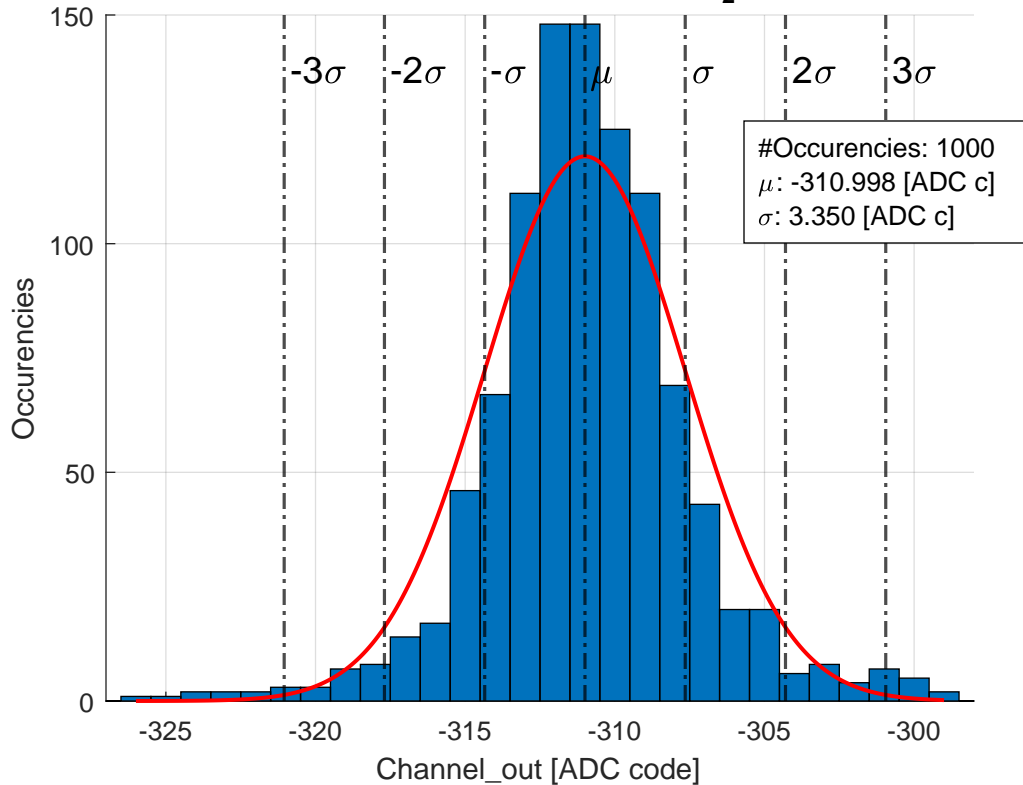 2
150
100
50
0
-3σ
-2σ
-σ
μ
σ
2σ
3σ
#Occurencies: 1000
μ: -310.998 [ADC c]
σ: 3.350 [ADC c]
Occurencies
-325
-320
-315
-310
-305
-300
Channel_out [ADC code]